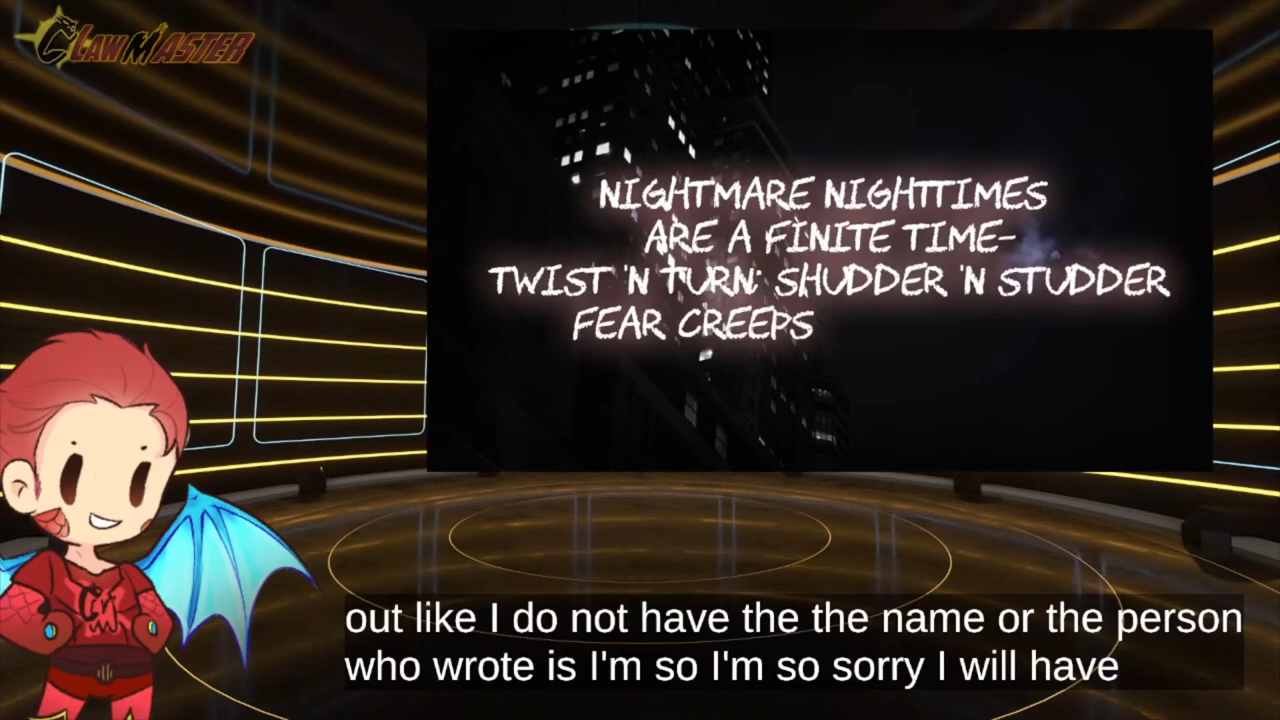 CLAWMASTER
NIGHTMARE NIGHTTIMES
ARE A FINITE TIME-
TWIST 'N TURN; SHUDDER 'N STUDDER
FEAR CREEPS
CM
out like I do not have the the name or the person
who wrote is I'm so I'm so sorry I will have